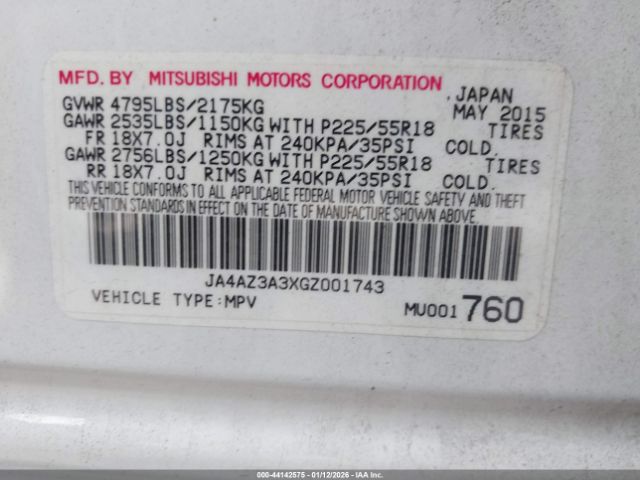 MFD. BY MITSUBISHI MOTORS CORPORATION, JAPAN
GVWR 4795LBS/2175KG MAY 2015
GAWR 2535LBS/1150KG WITH P225/55R18 TIRES
FR 18X7.0J RIMS AT 240KPA/35PSI COLD.
GAWR 2756LBS/1250KG WITH P225/55R18 TIRES
RR 18X7.0J RIMS AT 240KPA/35PSI COLD.
THIS VEHICLE CONFORMS TO ALL APPLICABLE FEDERAL MOTOR VEHICLE SAFETY AND THEFT
PREVENTION STANDARDS IN EFFECT ON THE DATE OF MANUFACTURE SHOWN ABOVE.
JA4AZ3A3XGZ001743
VEHICLE TYPE:MPV MU001 760
000-44142575 - 01/12/2026 - IAA Inc.